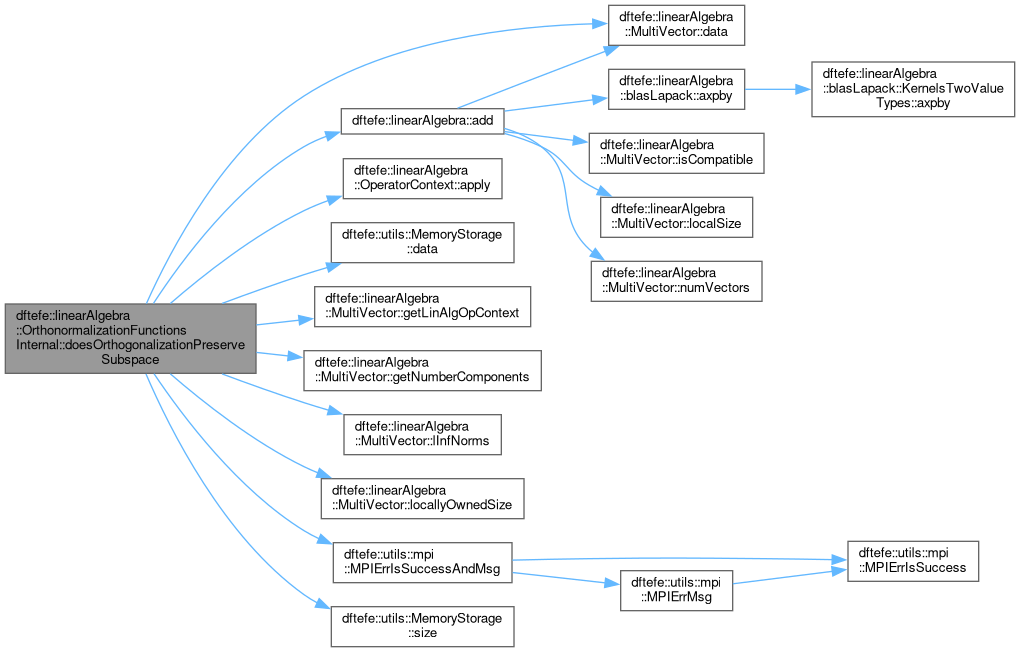 dftefe::linearAlgebra
::OrthonormalizationFunctions
Internal::doesOrthogonalizationPreserve
Subspace
dftefe::linearAlgebra
::MultiVector::data
dftefe::linearAlgebra::add
dftefe::linearAlgebra
::blasLapack::axpby
dftefe::linearAlgebra
::blasLapack::KernelsTwoValue
Types::axpby
dftefe::linearAlgebra
::MultiVector::isCompatible
dftefe::linearAlgebra
::MultiVector::localSize
dftefe::linearAlgebra
::MultiVector::numVectors
dftefe::linearAlgebra
::OperatorContext::apply
dftefe::utils::MemoryStorage
::data
dftefe::linearAlgebra
::MultiVector::getLinAlgOpContext
dftefe::linearAlgebra
::MultiVector::getNumberComponents
dftefe::linearAlgebra
::MultiVector::lInfNorms
dftefe::linearAlgebra
::MultiVector::locallyOwnedSize
dftefe::utils::mpi
::MPIErrIsSuccessAndMsg
dftefe::utils::mpi
::MPIErrIsSuccess
dftefe::utils::mpi
::MPIErrMsg
dftefe::utils::MemoryStorage
::size